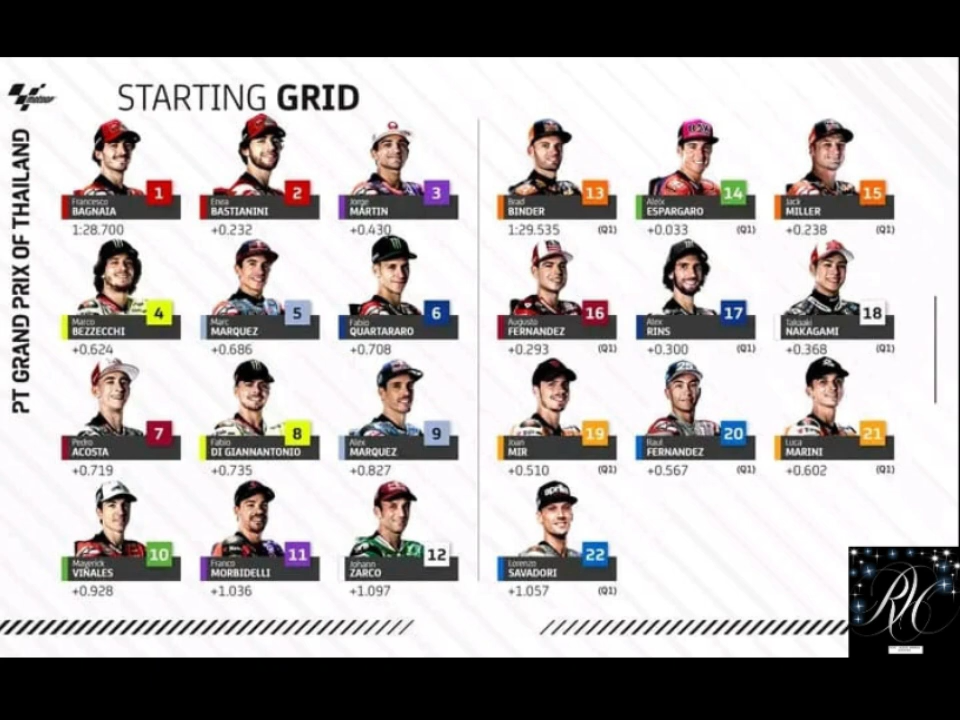 motoGP
STARTING GRID
PT GRAND PRIX OF THAILAND
Francesco
BAGNAIA
1
1:28.700
Enea
BASTIANINI
2
+0.232
Jorge
MARTIN
3
+0.430
Marco
BEZZECCHI
4
+0.624
Marc
MARQUEZ
5
+0.686
Fabio
QUARTARARO
6
+0.708
Pedro
ACOSTA
7
+0.719
Fabio
DI GIANNANTONIO
8
+0.735
Alex
MARQUEZ
9
+0.827
Maverick
VIÑALES
10
+0.928
Franco
MORBIDELLI
11
+1.036
Johann
ZARCO
12
+1.097
Brad
BINDER
13
1:29.535 (Q1)
Aleix
ESPARGARO
14
+0.033 (Q1)
Jack
MILLER
15
+0.238 (Q1)
Augusto
FERNANDEZ
16
+0.293 (Q1)
Alex
RINS
17
+0.300 (Q1)
Takaaki
NAKAGAMI
18
+0.368 (Q1)
Joan
MIR
19
+0.510 (Q1)
Raul
FERNANDEZ
20
+0.567 (Q1)
Luca
MARINI
21
+0.602 (Q1)
aprilia
Lorenzo
SAVADORI
22
+1.057 (Q1)